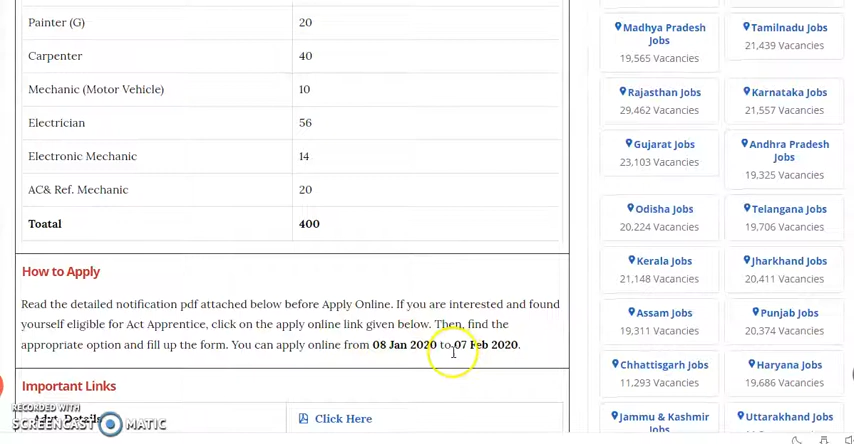 Painter (G) 20
Carpenter 40
Mechanic (Motor Vehicle) 10
Electrician 56
Electronic Mechanic 14
AC& Ref. Mechanic 20
Toatal 400
How to Apply
Read the detailed notification pdf attached below before Apply Online. If you are interested and found
yourself eligible for Act Apprentice, click on the apply online link given below. Then, find the
appropriate option and fill up the form. You can apply online from 08 Jan 2020 to 07 Feb 2020.
Important Links
Advt. Details Click Here
RECORDED WITH
SCREENCAST MATIC
Madhya Pradesh
Jobs
19,565 Vacancies
Tamilnadu Jobs
21,439 Vacancies
Rajasthan Jobs
29,462 Vacancies
Karnataka Jobs
21,557 Vacancies
Gujarat Jobs
23,103 Vacancies
Andhra Pradesh
Jobs
19,325 Vacancies
Odisha Jobs
20,224 Vacancies
Telangana Jobs
19,706 Vacancies
Kerala Jobs
21,148 Vacancies
Jharkhand Jobs
20,411 Vacancies
Assam Jobs
19,311 Vacancies
Punjab Jobs
20,374 Vacancies
Chhattisgarh Jobs
11,293 Vacancies
Haryana Jobs
19,686 Vacancies
Jammu & Kashmir
Jobs
Uttarakhand Jobs